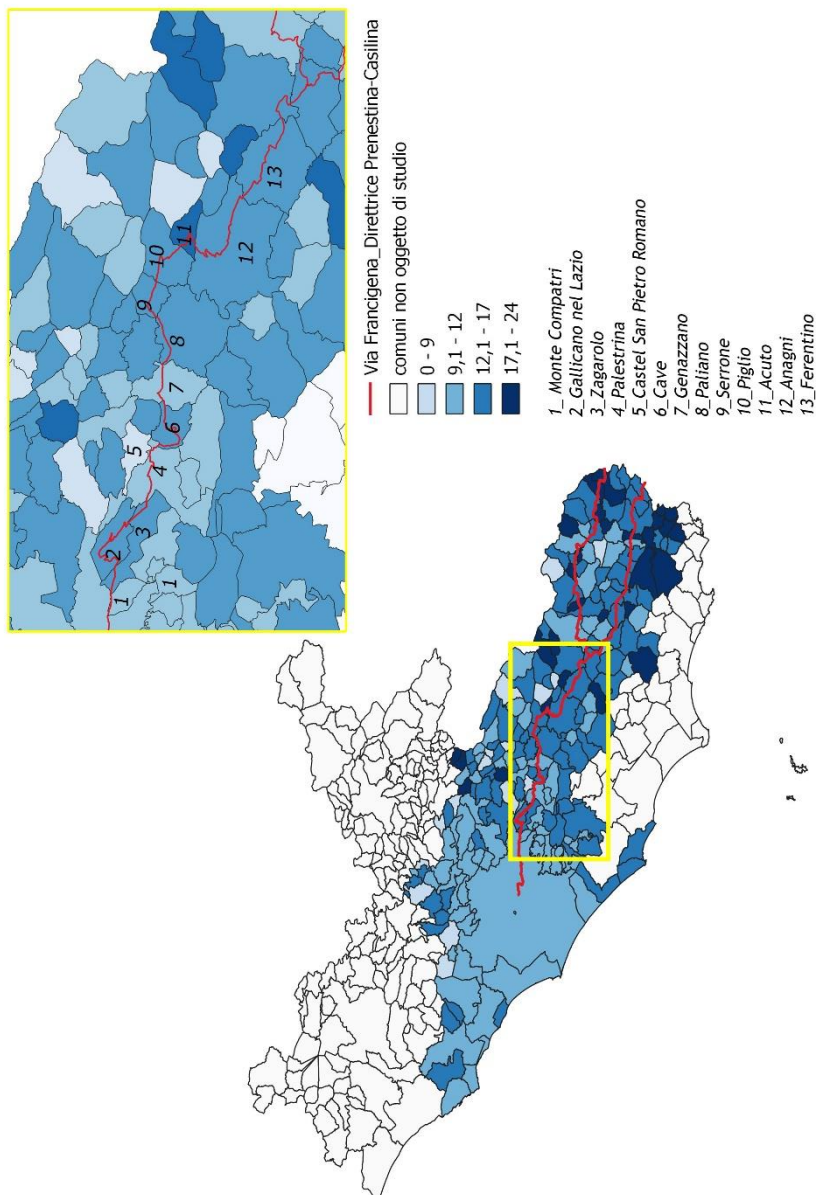 1
1
2
3
4
5
6
7
8
9
10
11
12
13
Via Francigena_Direttrice Prenestina-Casilina
comuni non oggetto di studio
0 - 9
9,1 - 12
12,1 - 17
17,1 - 24
1_ Monte Compatri
2_Gallicano nel Lazio
3_Zagarolo
4_Palestrina
5_Castel San Pietro Romano
6_Cave
7_Genazzano
8_Paliano
9_Serrone
10_Piglio
11_Acuto
12_Anagni
13_Ferentino